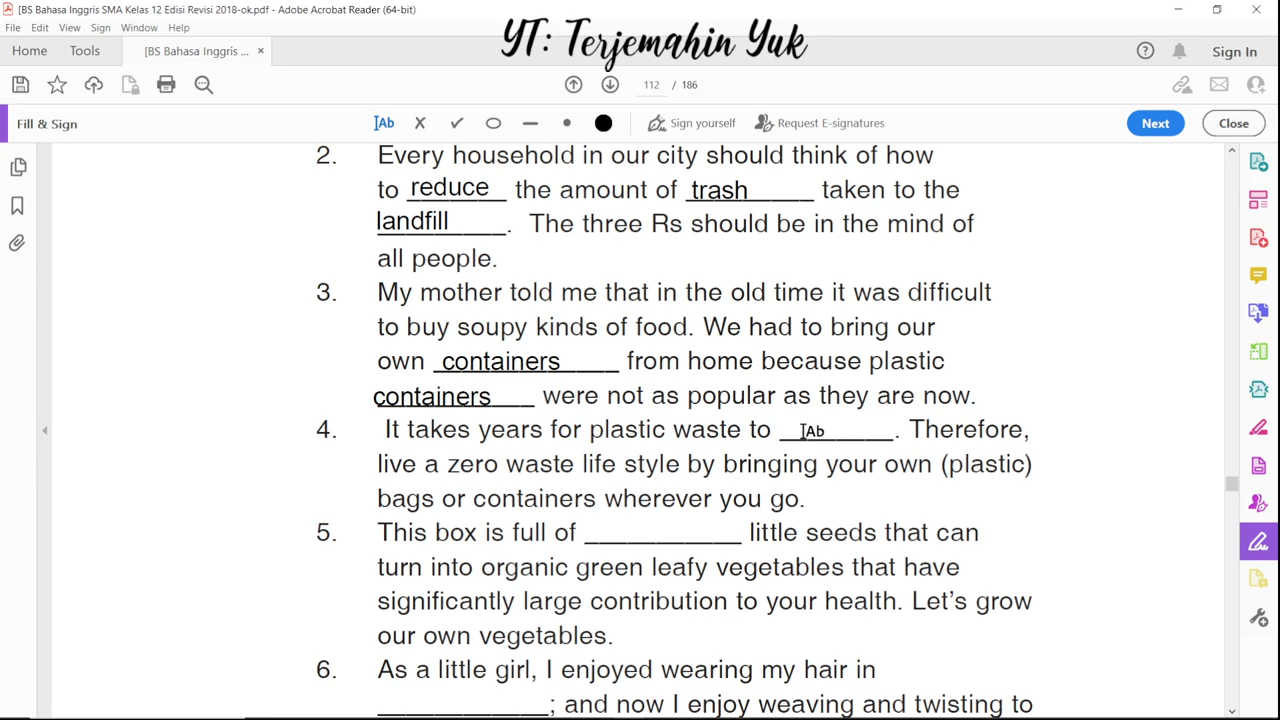 [BS Bahasa Inggris SMA Kelas 12 Edisi Revisi 2018-ok.pdf - Adobe Acrobat Reader (64-bit)
YT: Terjemahin Yuk
File Edit View Sign Window Help
Home Tools [BS Bahasa Inggris ... × Sign In
112 / 186
Fill & Sign Ab Sign yourself Request E-signatures Next Close
2. Every household in our city should think of how
to reduce the amount of trash taken to the
landfill. The three Rs should be in the mind of
all people.
3. My mother told me that in the old time it was difficult
to buy soupy kinds of food. We had to bring our
own containers from home because plastic
containers were not as popular as they are now.
4. It takes years for plastic waste to __Ab_____. Therefore,
live a zero waste life style by bringing your own (plastic)
bags or containers wherever you go.
5. This box is full of ___________ little seeds that can
turn into organic green leafy vegetables that have
significantly large contribution to your health. Let's grow
our own vegetables.
6. As a little girl, I enjoyed wearing my hair in
____________; and now I enjoy weaving and twisting to